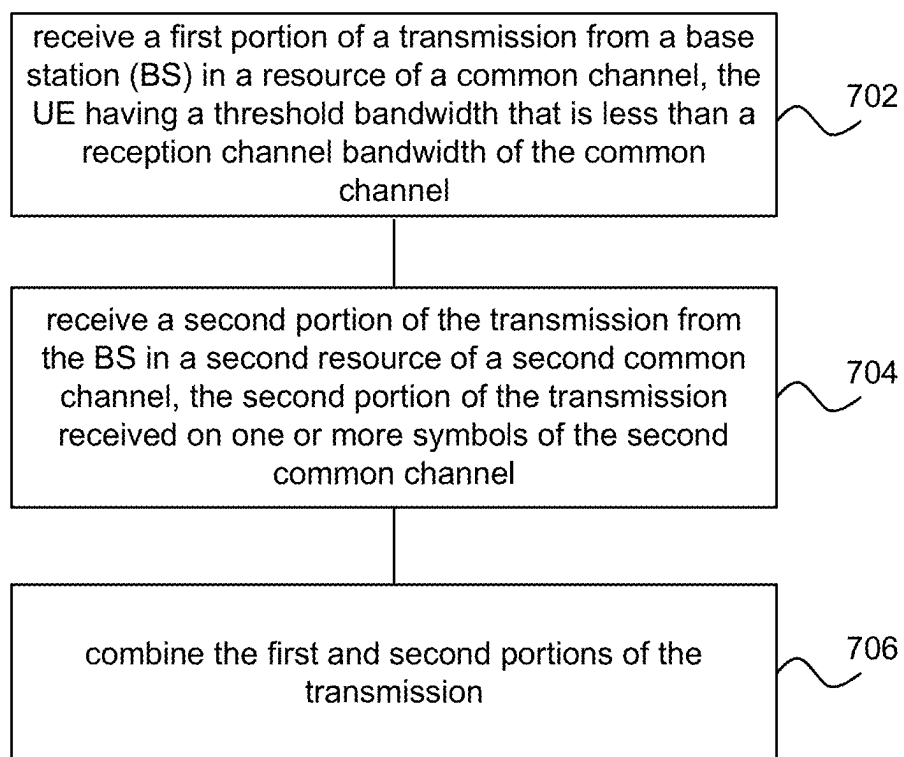 receive a first portion of a transmission from a base
station (BS) in a resource of a common channel, the
UE having a threshold bandwidth that is less than a
reception channel bandwidth of the common
channel
702
receive a second portion of the transmission from
the BS in a second resource of a second common
channel, the second portion of the transmission
received on one or more symbols of the second
common channel
704
combine the first and second portions of the
transmission
706